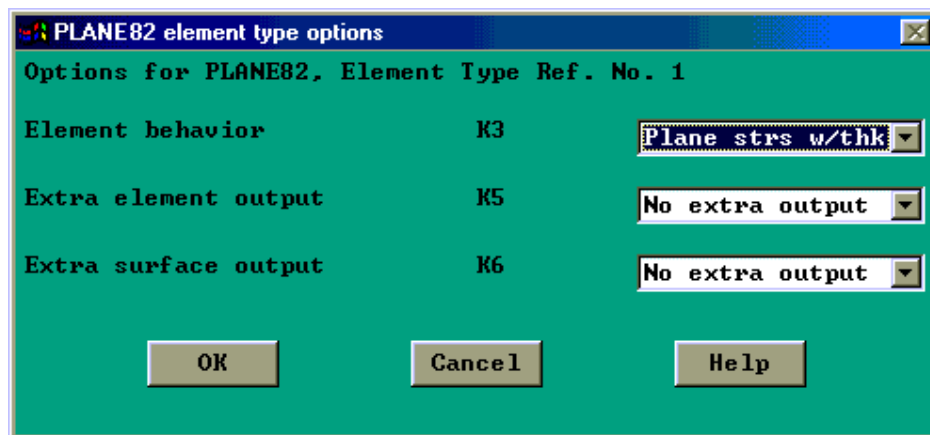 PLANE82 element type options
Options for PLANE82, Element Type Ref. No. 1
Element behavior K3 Plane strs w/thk
Extra element output K5 No extra output
Extra surface output K6 No extra output
OK Cancel Help